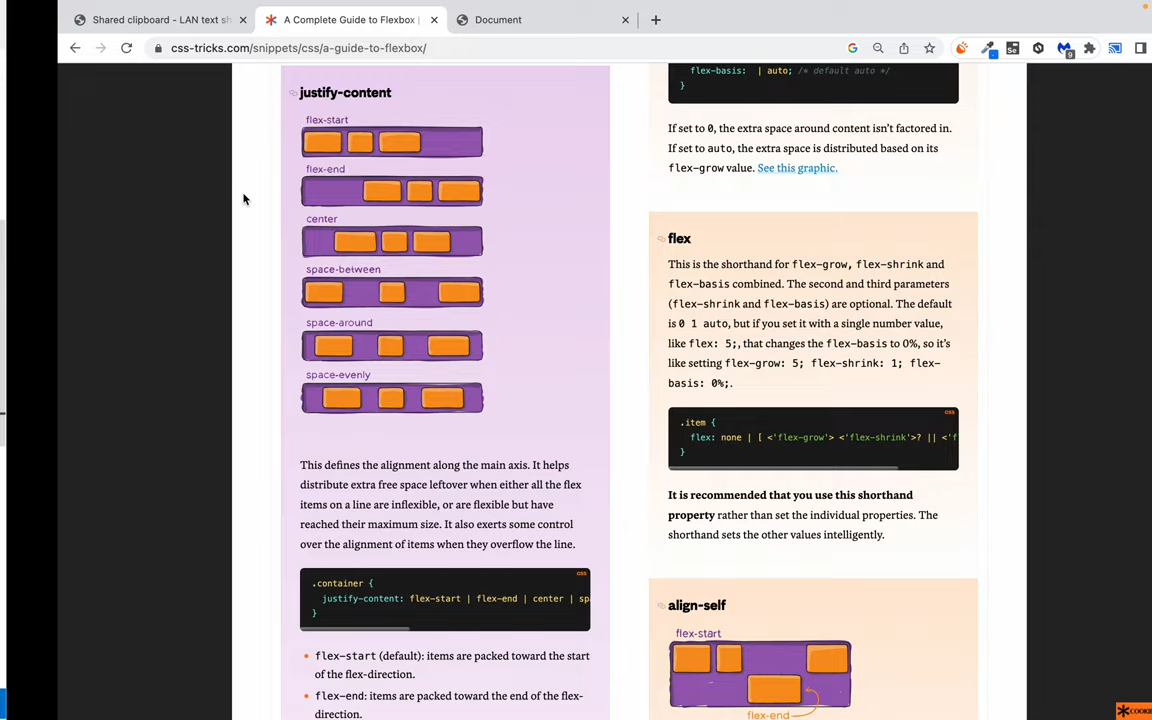 Shared clipboard - LAN text sh
A Complete Guide to Flexbox |
Document
css-tricks.com/snippets/css/a-guide-to-flexbox/
9
justify-content
flex-start
flex-end
center
space-between
space-around
space-evenly
This defines the alignment along the main axis. It helps
distribute extra free space leftover when either all the flex
items on a line are inflexible, or are flexible but have
reached their maximum size. It also exerts some control
over the alignment of items when they overflow the line.
css
.container {
justify-content: flex-start | flex-end | center | spa
}
flex-start (default): items are packed toward the start
of the flex-direction.
flex-end: items are packed toward the end of the flex-
direction.
flex-basis:  | auto; /* default auto */
}
If set to 0, the extra space around content isn't factored in.
If set to auto, the extra space is distributed based on its
flex-grow value. See this graphic.
flex
This is the shorthand for flex-grow, flex-shrink and
flex-basis combined. The second and third parameters
(flex-shrink and flex-basis) are optional. The default
is 0 1 auto, but if you set it with a single number value,
like flex: 5;, that changes the flex-basis to 0%, so it's
like setting flex-grow: 5; flex-shrink: 1; flex-
basis: 0%;.
css
.item {
flex: none | [ <'flex-grow'> <'flex-shrink'>? || <'f
}
It is recommended that you use this shorthand
property rather than set the individual properties. The
shorthand sets the other values intelligently.
align-self
flex-start
flex-end
COOKIE